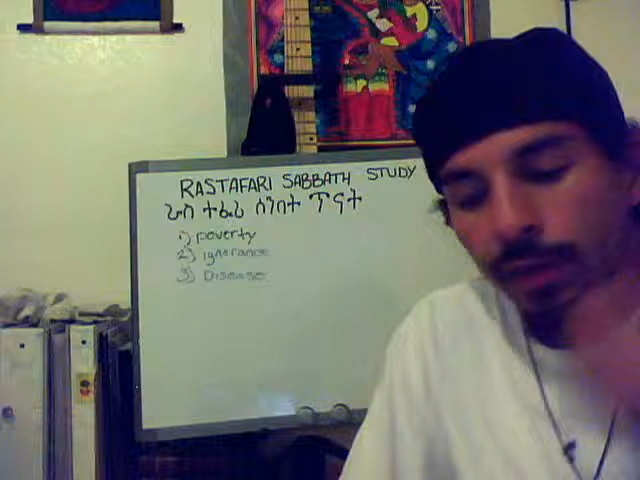 RASTAFARI SABBATH STUDY
ራስ ተፈሪ ሰንበት ጥናት
1) poverty
2) ignorance
3) Disease